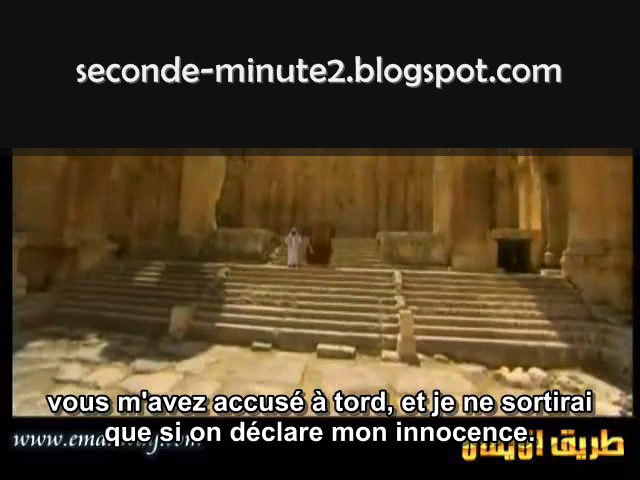 seconde-minute2.blogspot.com
vous m'avez accusé à tord, et je ne sortirai
que si on déclare mon innocence.
طريق الإيمان